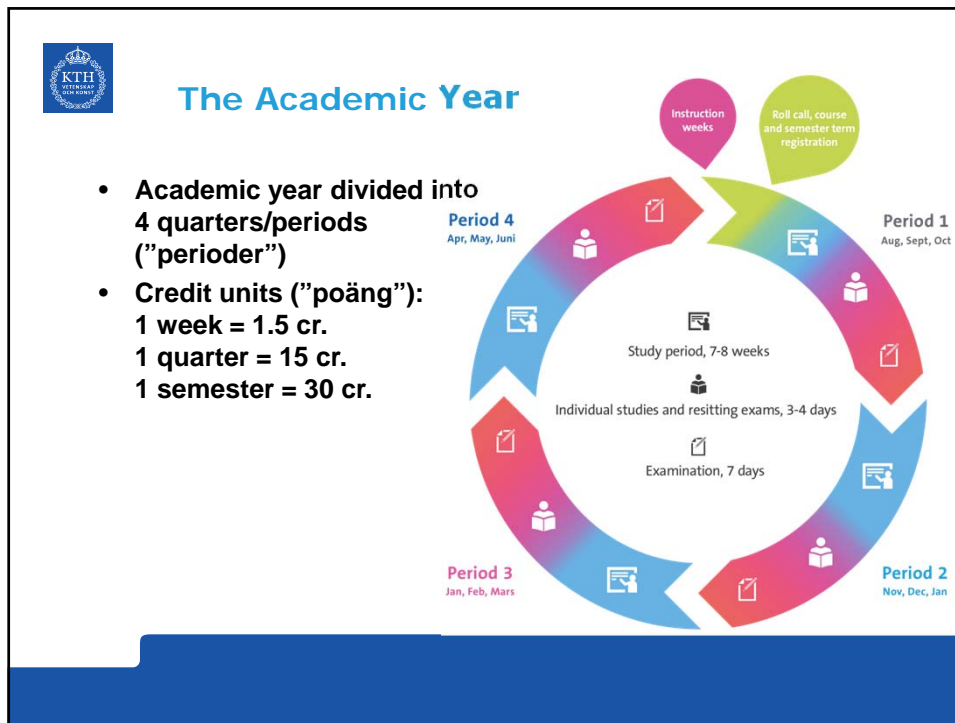 KTH
VETENSKAP
OCH KONST
The Academic Year
• Academic year divided into
4 quarters/periods
(”perioder”)
• Credit units (”poäng”):
1 week = 1.5 cr.
1 quarter = 15 cr.
1 semester = 30 cr.
Instruction
weeks
Roll call, course
and semester term
registration
Period 4
Apr, May, Juni
Period 1
Aug, Sept, Oct
Study period, 7-8 weeks
Individual studies and resitting exams, 3-4 days
Examination, 7 days
Period 3
Jan, Feb, Mars
Period 2
Nov, Dec, Jan